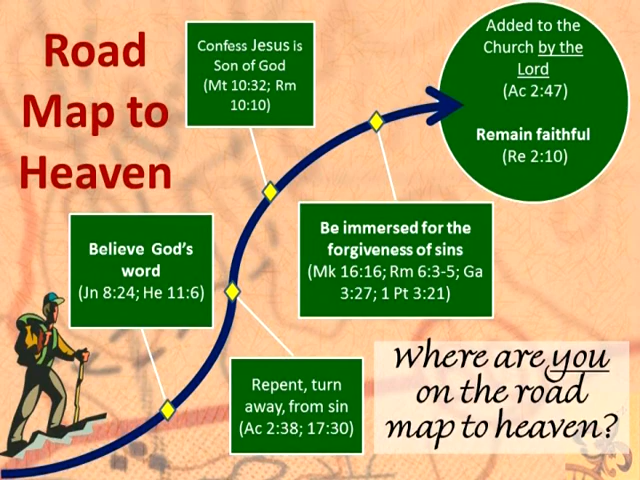 Road
Map to
Heaven
Confess Jesus is
Son of God
(Mt 10:32; Rm
10:10)
Added to the
Church by the
Lord
(Ac 2:47)
Remain faithful
(Re 2:10)
Believe God's
word
(Jn 8:24; He 11:6)
Be immersed for the
forgiveness of sins
(Mk 16:16; Rm 6:3-5; Ga
3:27; 1 Pt 3:21)
Repent, turn
away, from sin
(Ac 2:38; 17:30)
Where are you
on the road
map to heaven?